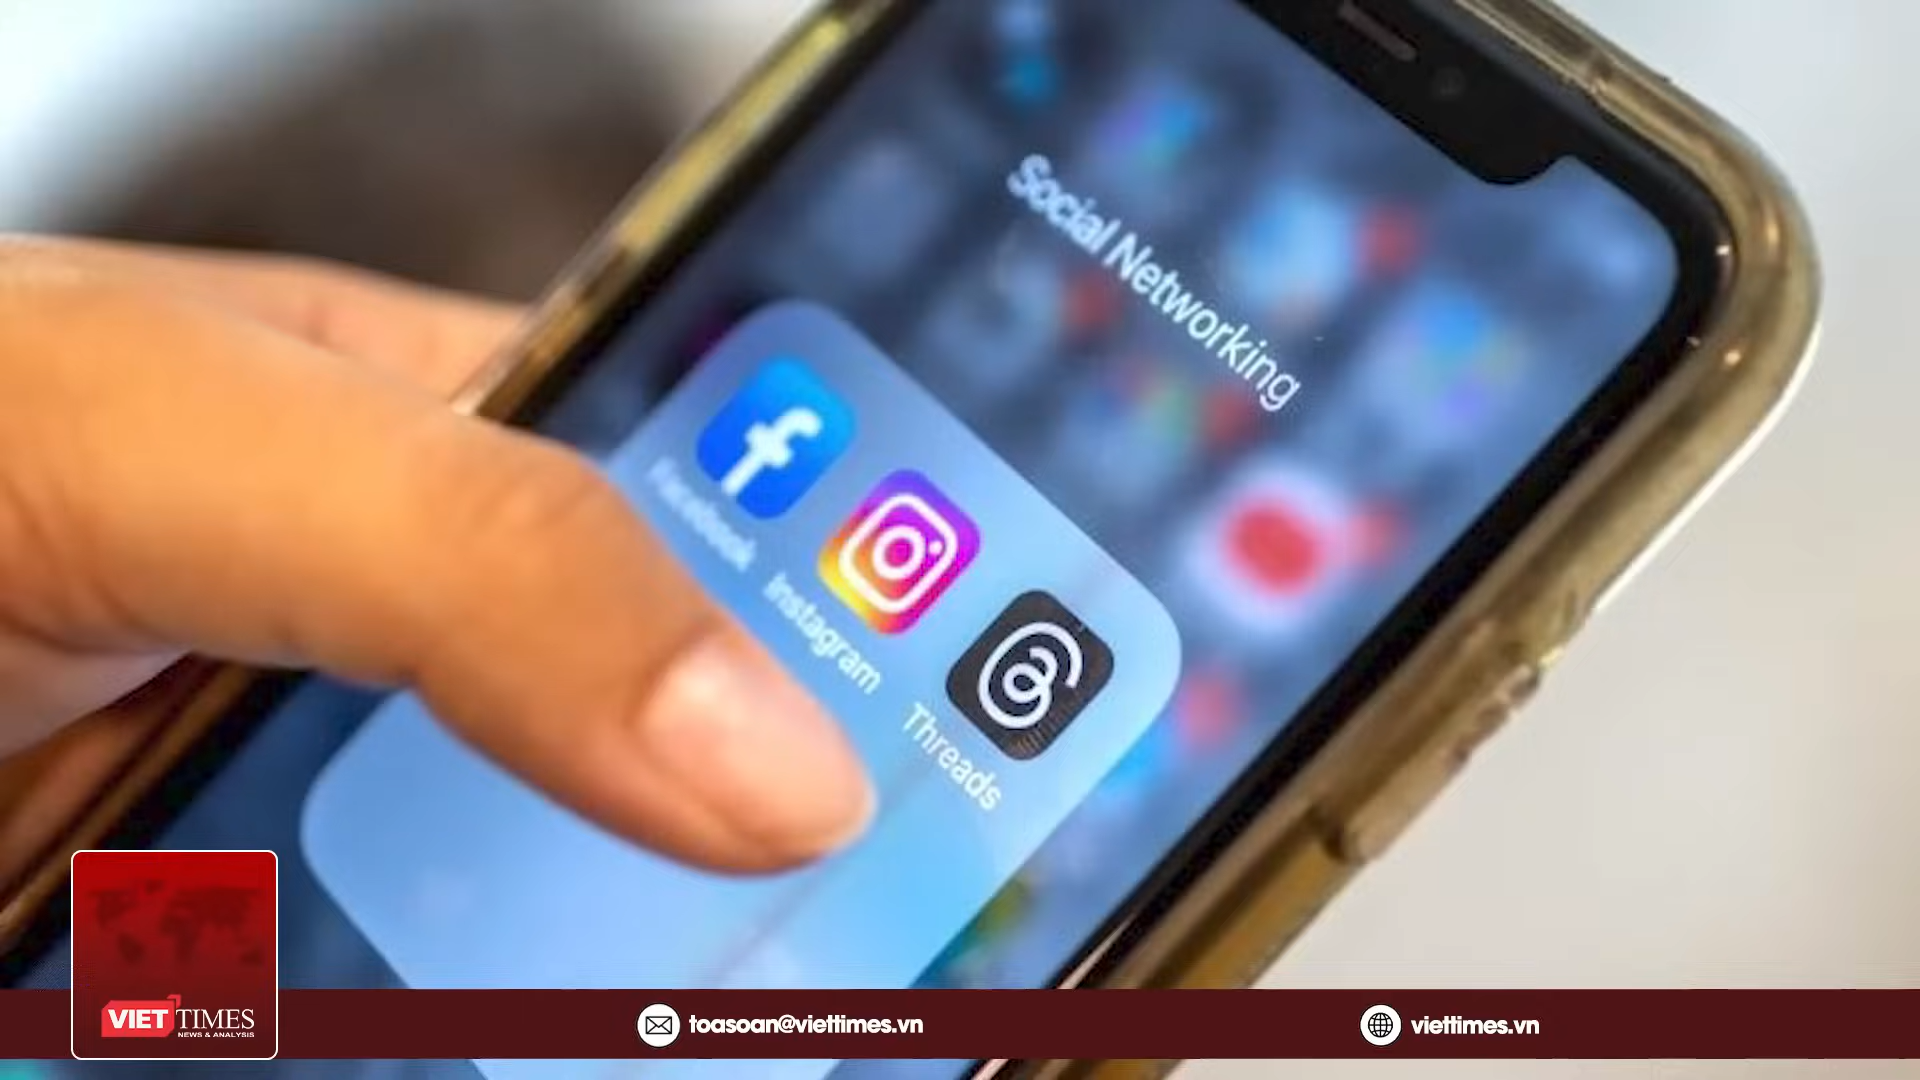 Social Networking
Facebook
Instagram
Threads
VIETTIMES
NEWS & ANALYSIS
toasoan@viettimes.vn
viettimes.vn